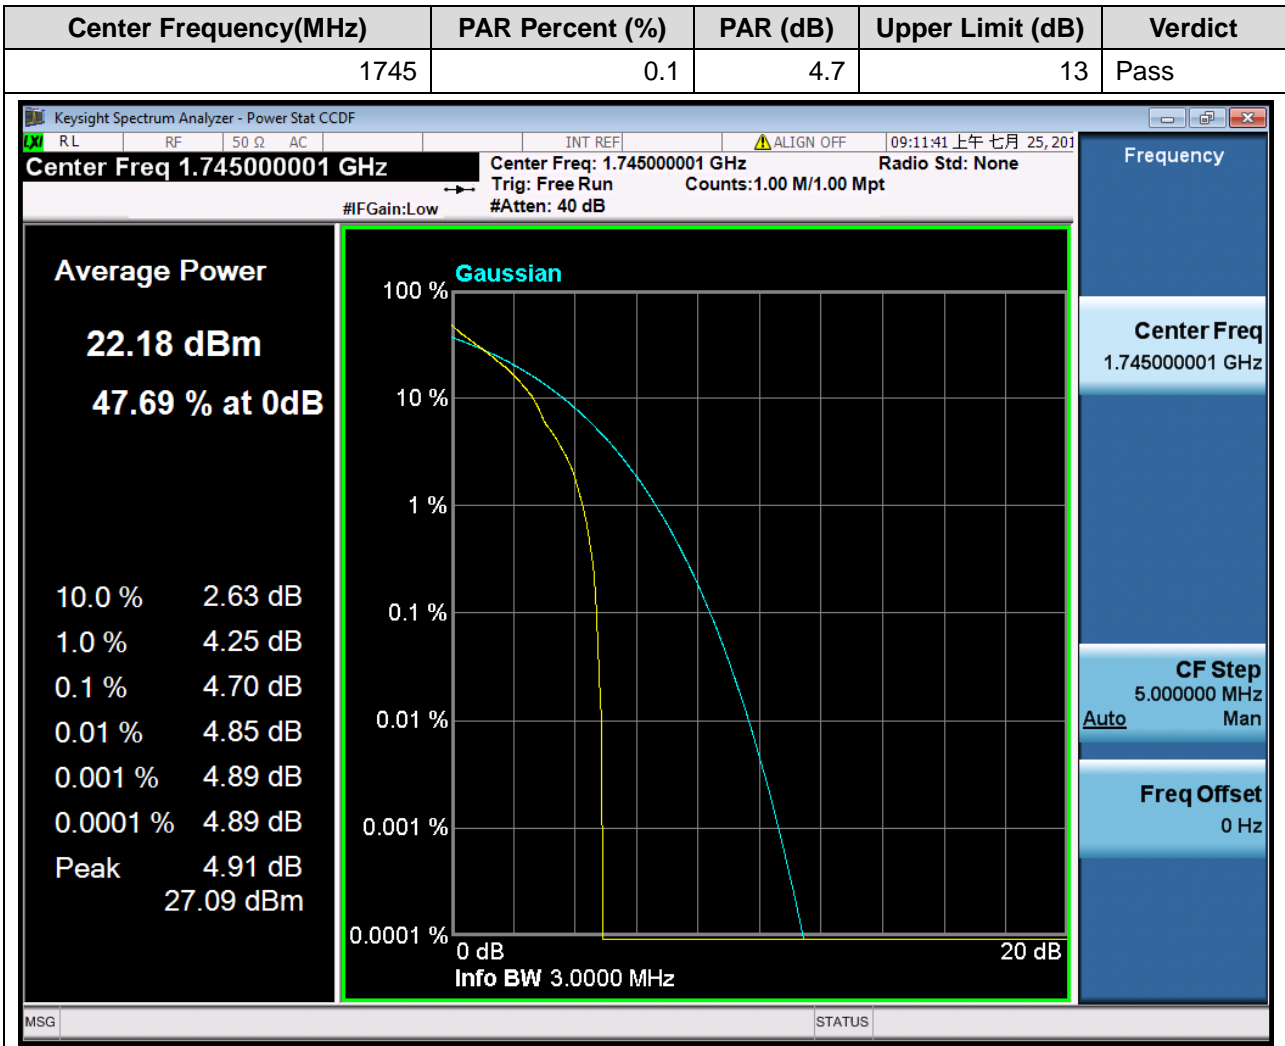 Center Frequency(MHz) PAR Percent (%) PAR (dB) Upper Limit (dB) Verdict
1745 0.1 4.7 13 Pass
Keysight Spectrum Analyzer - Power Stat CCDF
LXI RL RF 50 Ω AC INT REF ALIGN OFF 09:11:41 上午 七月 25, 201
Center Freq 1.745000001 GHz
Center Freq: 1.745000001 GHz Radio Std: None
Trig: Free Run Counts:1.00 M/1.00 Mpt
#IFGain:Low #Atten: 40 dB
Frequency
Average Power
22.18 dBm
47.69 % at 0dB
10.0 % 2.63 dB
1.0 % 4.25 dB
0.1 % 4.70 dB
0.01 % 4.85 dB
0.001 % 4.89 dB
0.0001 % 4.89 dB
Peak 4.91 dB
27.09 dBm
Gaussian
100 %
10 %
1 %
0.1 %
0.01 %
0.001 %
0.0001 %
0 dB 20 dB
Info BW 3.0000 MHz
Center Freq
1.745000001 GHz
CF Step
5.000000 MHz
Auto Man
Freq Offset
0 Hz
MSG STATUS